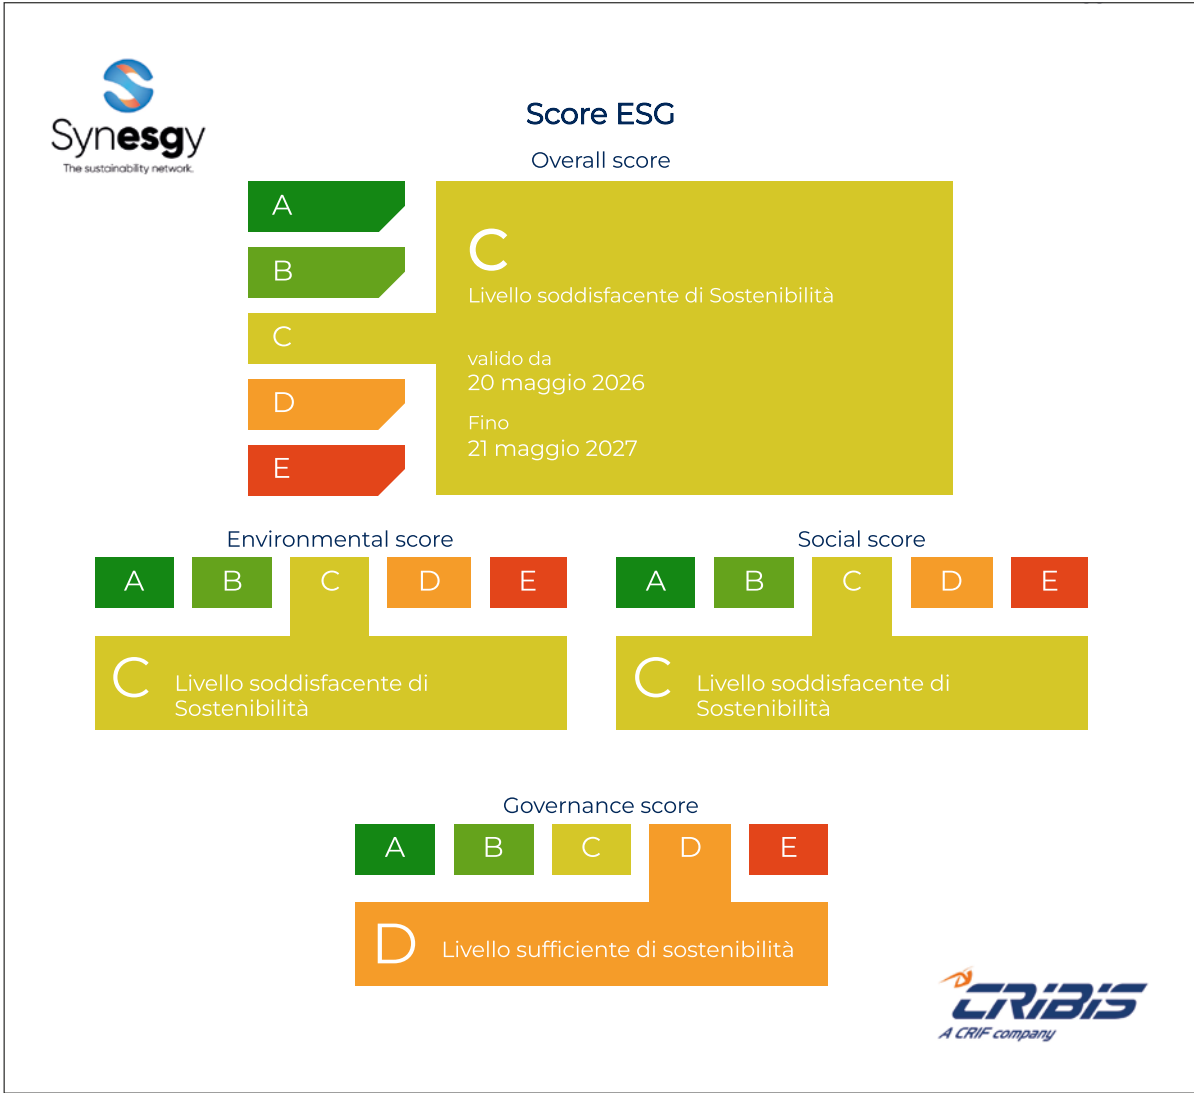 Synesgy
The sustainability network.
Score ESG
Overall score
A
B
C
D
E
C
Livello soddisfacente di Sostenibilità
valido da
20 maggio 2026
Fino
21 maggio 2027
Environmental score
A B C D E
C Livello soddisfacente di
Sostenibilità
Social score
A B C D E
C Livello soddisfacente di
Sostenibilità
Governance score
A B C D E
D Livello sufficiente di sostenibilità
CRIBIS
A CRIF company